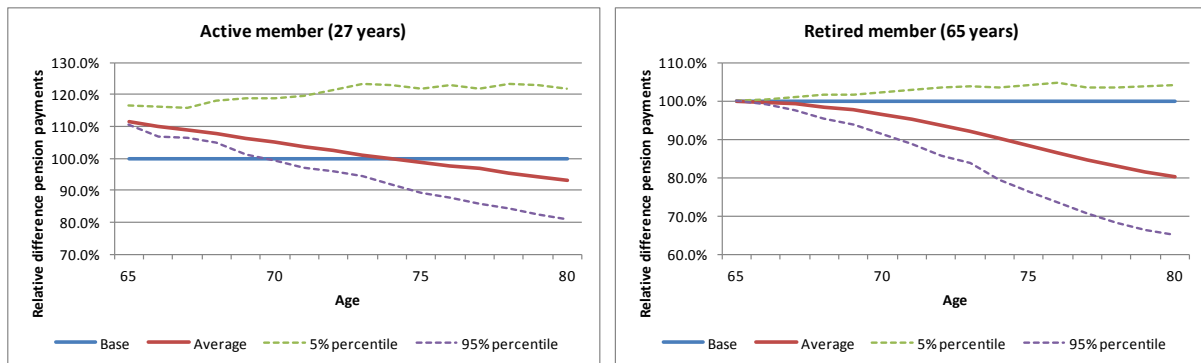 Active member (27 years)
Relative difference pension payments
130.0%
120.0%
110.0%
100.0%
90.0%
80.0%
70.0%
65 70 75 80
Age
Base Average 5% percentile 95% percentile
Retired member (65 years)
Relative difference pension payments
110.0%
100.0%
90.0%
80.0%
70.0%
60.0%
65 70 75 80
Age
Base Average 5% percentile 95% percentile